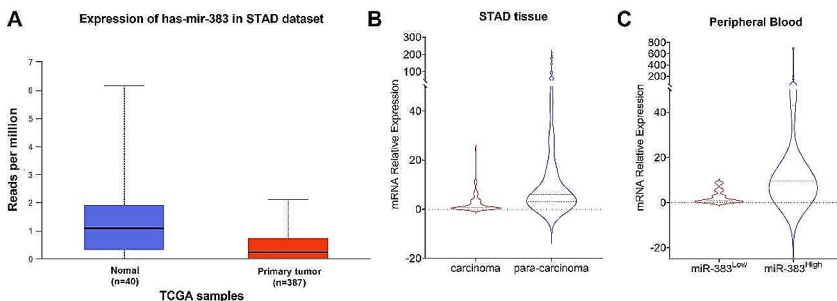 A
Expression of has-mir-383 in STAD dataset
Reads per million
7
6
5
4
3
2
1
0
Nomal
(n=40)
Primary tumor
(n=387)
TCGA samples
B
STAD tissue
mRNA Relative Expression
300
200
100
40
20
0
-20
carcinoma
para-carcinoma
C
Peripheral Blood
mRNA Relative Expression
800
600
400
200
40
20
0
-20
miR-383Low
miR-383High